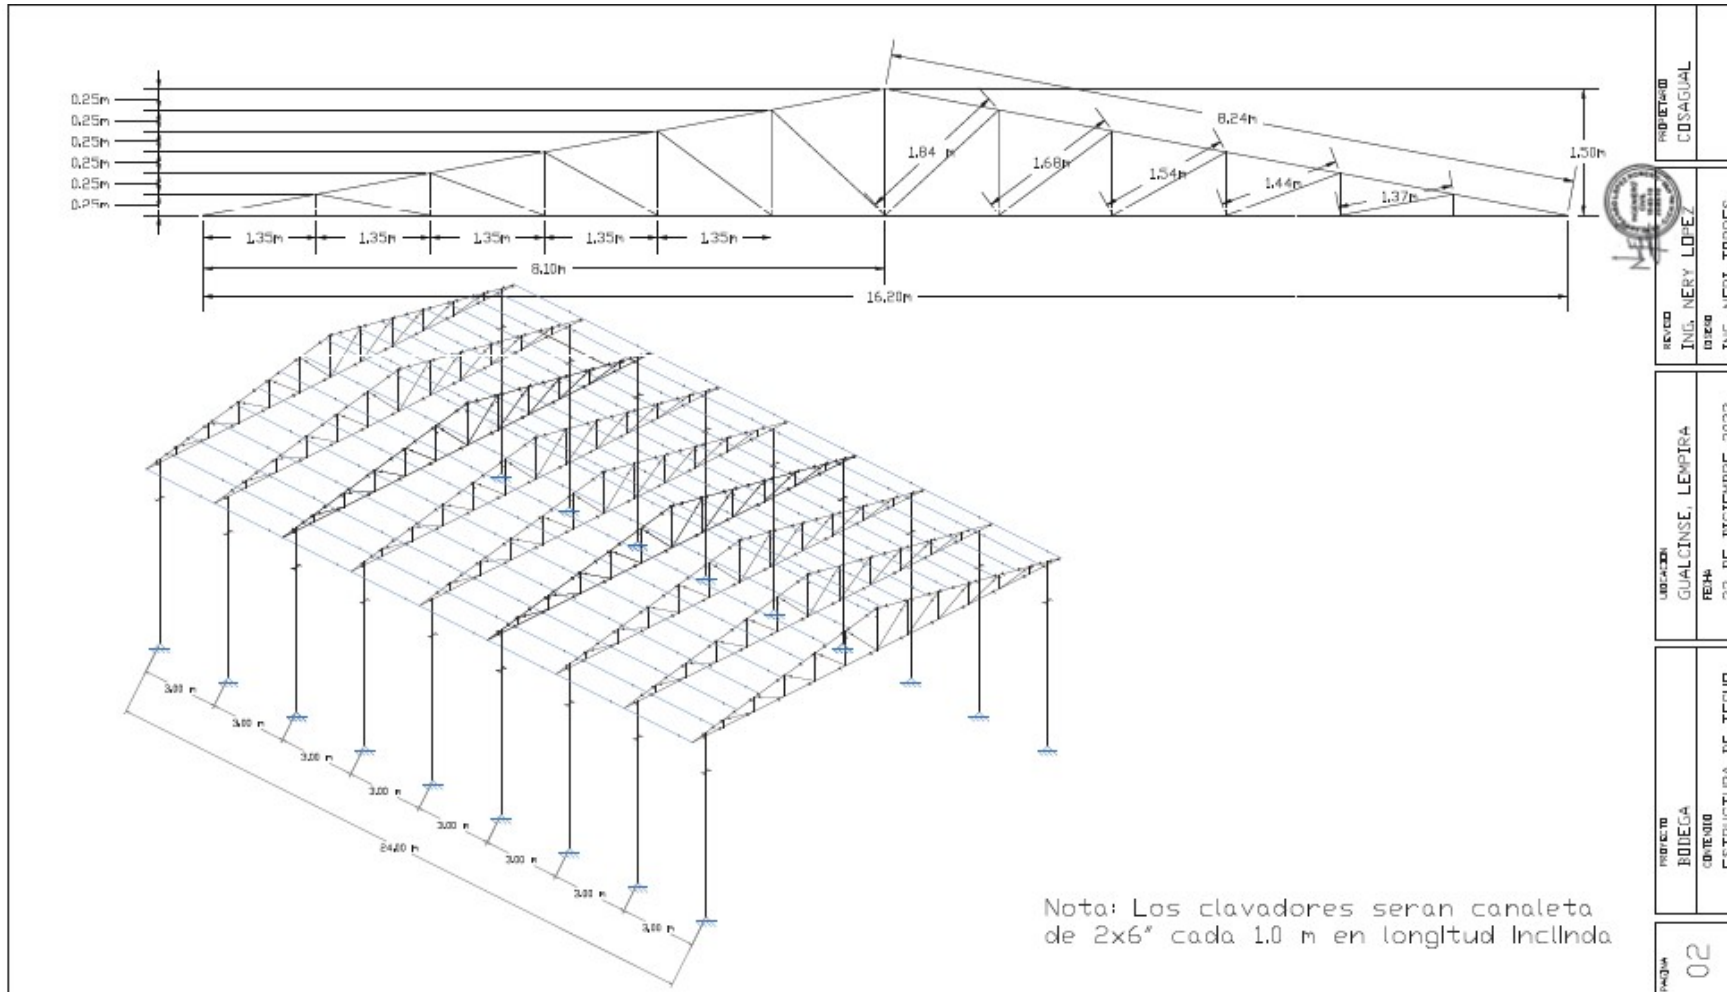 0.25m
0.25m
0.25m
0.25m
0.25m
0.25m
1.35m
1.35m
1.35m
1.35m
1.35m
8.10m
16.20m
1.84 m
1.68m
1.54m
1.44m
1.37m
8.24m
1.50m
3.00 m
3.00 m
3.00 m
3.00 m
3.00 m
3.00 m
3.00 m
3.00 m
24.00 m
Nota: Los clavadores seran canaleta
de 2x6" cada 1.0 m en longitud inclinda
PROPIETARIO
COSAGUAL
REVISO
ING. NERY LOPEZ
DISENO
UBICACION
GUALCINSE, LEMPIRA
FECHA
PROYECTO
BODEGA
CONTENIDO
ESTRUCTURA DE TECHO
PAGINA
02